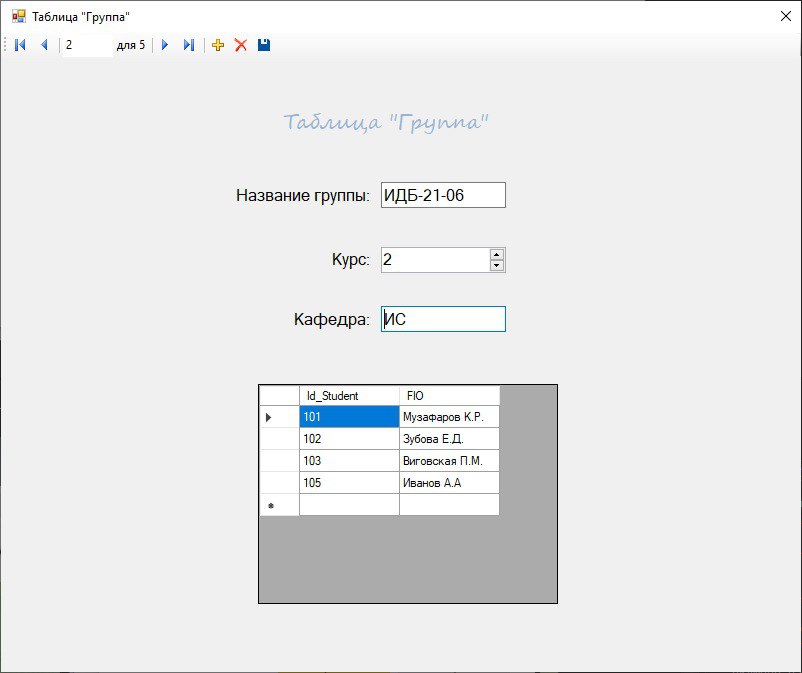 Таблица "Группа"
2 для 5
Таблица "Группа"
Название группы: ИДБ-21-06
Курс: 2
Кафедра: ИС
Id_Student FIO
101 Музафаров К.Р.
102 Зубова Е.Д.
103 Виговская П.М.
105 Иванов А.А